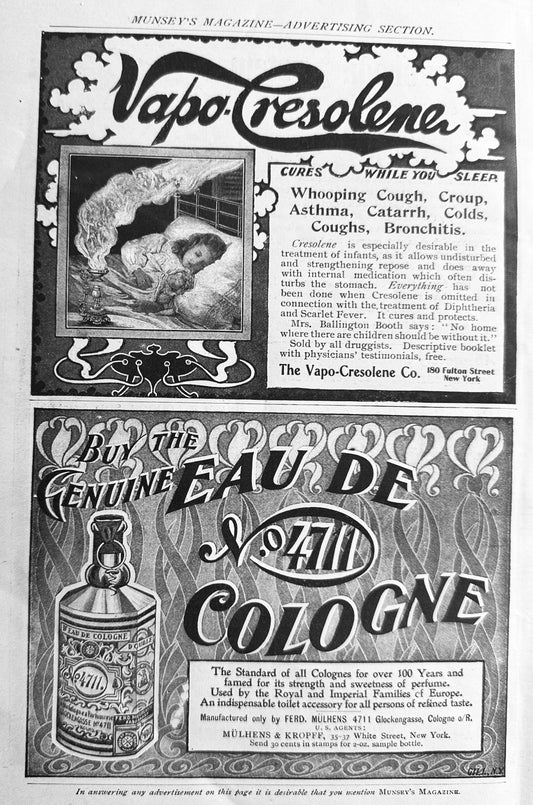 MUNSEY'S MAGAZINE—ADVERTISING SECTION.
Vapo-Cresolene
CURES WHILE YOU SLEEP.
Whooping Cough, Croup,
Asthma, Catarrh, Colds,
Coughs, Bronchitis.
Cresolene is especially desirable in the
treatment of infants, as it allows undisturbed
and strengthening repose and does away
with internal medication which often dis-
turbs the stomach. Everything has not
been done when Cresolene is omitted in
connection with the treatment of Diphtheria
and Scarlet Fever. It cures and protects.
Mrs. Ballington Booth says: "No home
where there are children should be without it."
Sold by all druggists. Descriptive booklet
with physicians' testimonials, free.
The Vapo-Cresolene Co. 180 Fulton Street
New York
BUY THE
GENUINE EAU DE
No 4711
COLOGNE
EAU DE COLOGNE
No 4711.
The Standard of all Colognes for over 100 Years and
famed for its strength and sweetness of perfume.
Used by the Royal and Imperial Families of Europe.
An indispensable toilet accessory for all persons of refined taste.
Manufactured only by FERD. MÜLHENS 4711 Glockengasse, Cologne o/R.
U. S. AGENTS:
MÜLHENS & KROPFF, 35-37 White Street, New York.
Send 30 cents in stamps for 2-oz. sample bottle.
In answering any advertisement on this page it is desirable that you mention MUNSEY'S MAGAZINE.